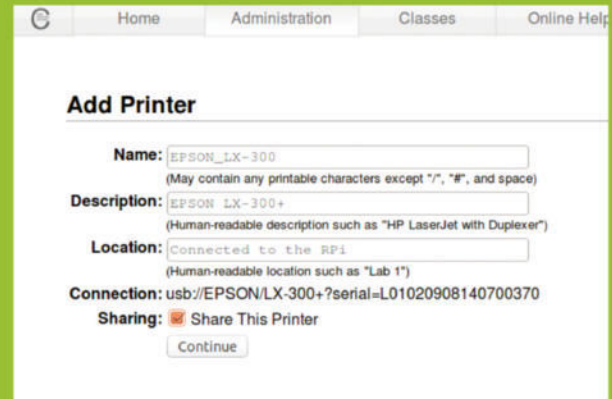 Home Administration Classes Online Help
Add Printer
Name: EPSON_LX-300
(May contain any printable characters except "/", "#", and space)
Description: EPSON LX-300+
(Human-readable description such as "HP LaserJet with Duplexer")
Location: Connected to the RPi
(Human-readable location such as "Lab 1")
Connection: usb://EPSON/LX-300+?serial=L01020908140700370
Sharing: Share This Printer
Continue